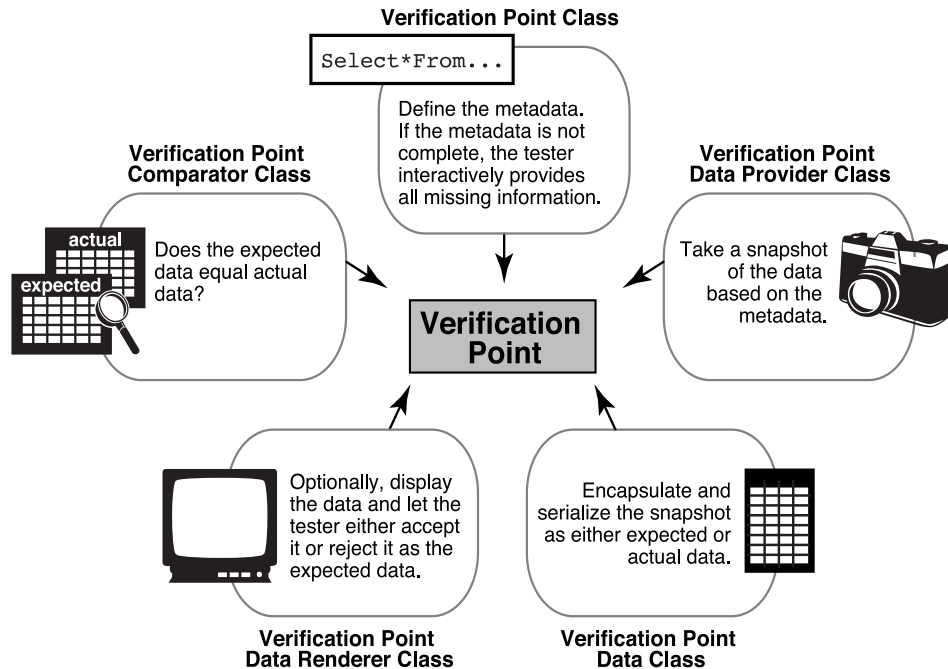 Verification Point Class
Select*From...
Define the metadata.
If the metadata is not
complete, the tester
interactively provides
all missing information.
Verification Point
Comparator Class
actual
expected
Does the expected
data equal actual
data?
Verification Point
Data Provider Class
Take a snapshot
of the data
based on the
metadata.
Verification
Point
Optionally, display
the data and let the
tester either accept
it or reject it as the
expected data.
Verification Point
Data Renderer Class
Encapsulate and
serialize the snapshot
as either expected or
actual data.
Verification Point
Data Class